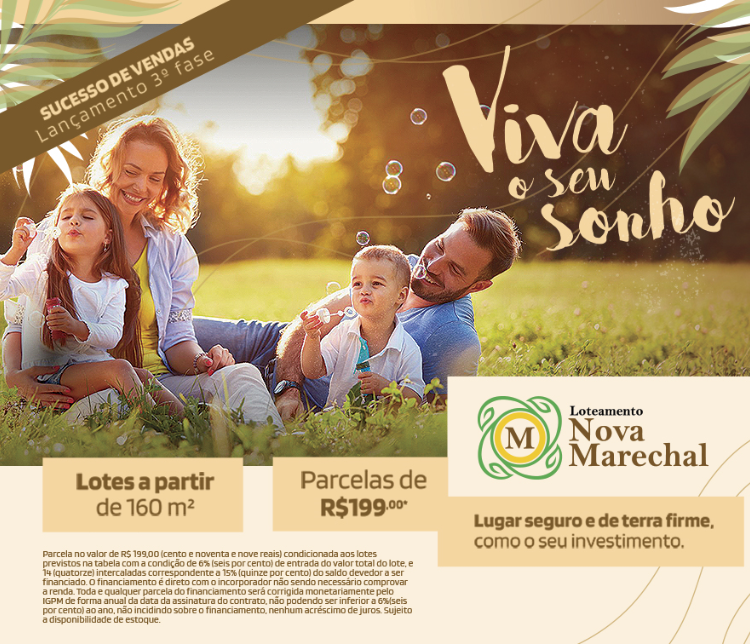 SUCESSO DE VENDAS
Lançamento 3º fase
Viva
o seu
sonho
M
Loteamento
Nova
Marechal
Lotes a partir
de 160 m²
Parcelas de
R$199,00*
Lugar seguro e de terra firme,
como o seu investimento.
Parcela no valor de R$ 199,00 (cento e noventa e nove reais) condicionada aos lotes
previstos na tabela com a condição de 6% (seis por cento) de entrada do valor total do lote, e
14 (quatorze) intercaladas correspondente a 15% (quinze por cento) do saldo devedor a ser
financiado. O financiamento é direto com o incorporador não sendo necessário comprovar
a renda. Toda e qualquer parcela do financiamento será corrigida monetariamente pelo
IGPM de forma anual da data da assinatura do contrato, não podendo ser inferior a 6%(seis
por cento) ao ano, não incidindo sobre o financiamento, nenhum acréscimo de juros. Sujeito
a disponibilidade de estoque.